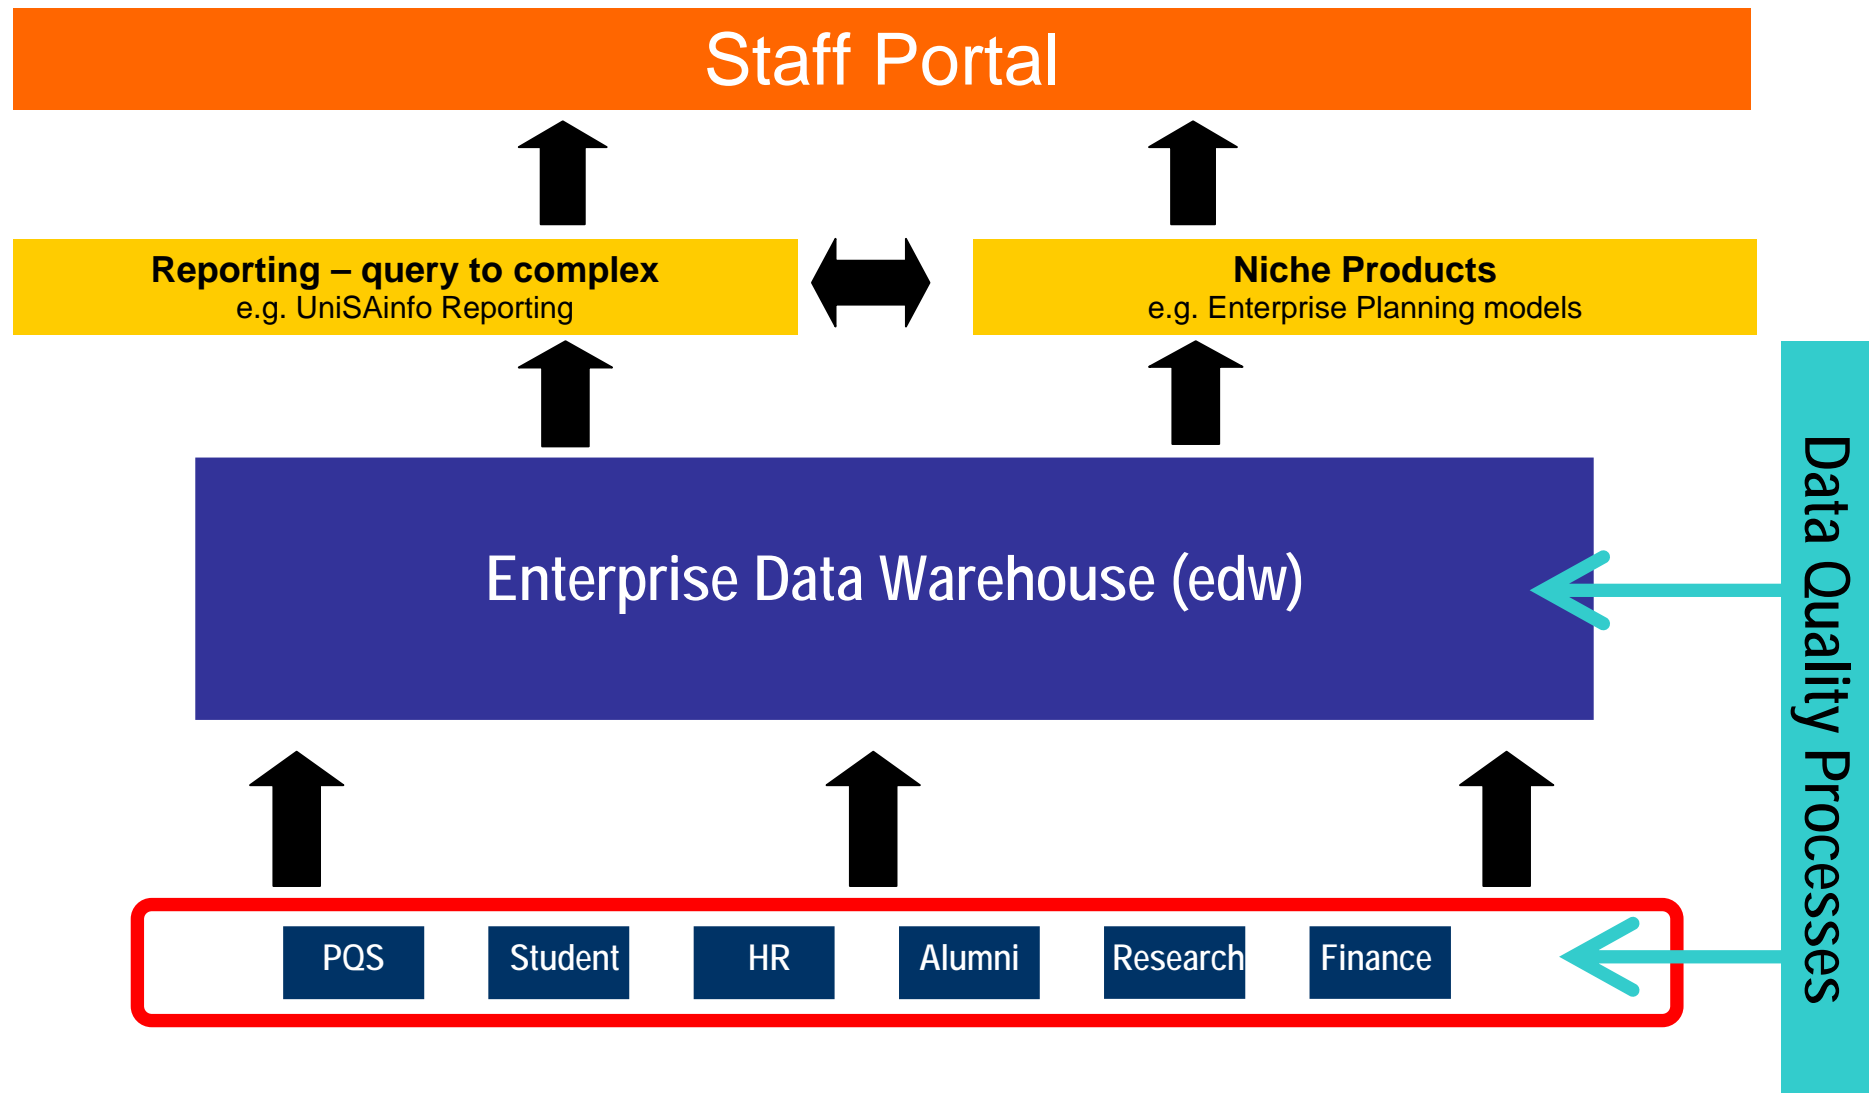 Staff Portal
Reporting – query to complex
e.g. UniSAinfo Reporting
Niche Products
e.g. Enterprise Planning models
Enterprise Data Warehouse (edw)
Data Quality Processes
PQS
Student
HR
Alumni
Research
Finance